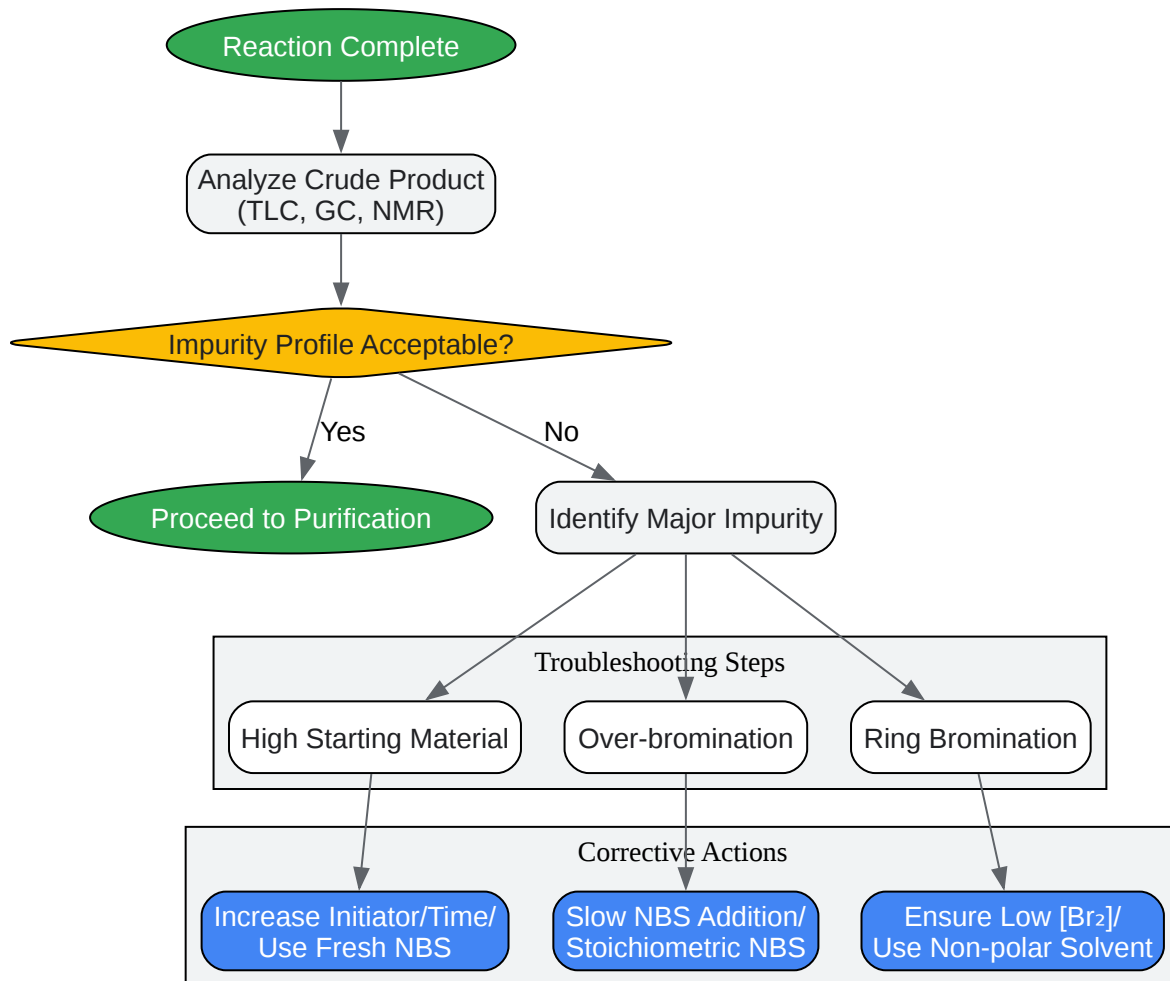 Reaction Complete
Analyze Crude Product
(TLC, GC, NMR)
Impurity Profile Acceptable?
Yes
No
Proceed to Purification
Identify Major Impurity
Troubleshooting Steps
High Starting Material
Over-bromination
Ring Bromination
Corrective Actions
Increase Initiator/Time/
Use Fresh NBS
Slow NBS Addition/
Stoichiometric NBS
Ensure Low [Br₂]/
Use Non-polar Solvent